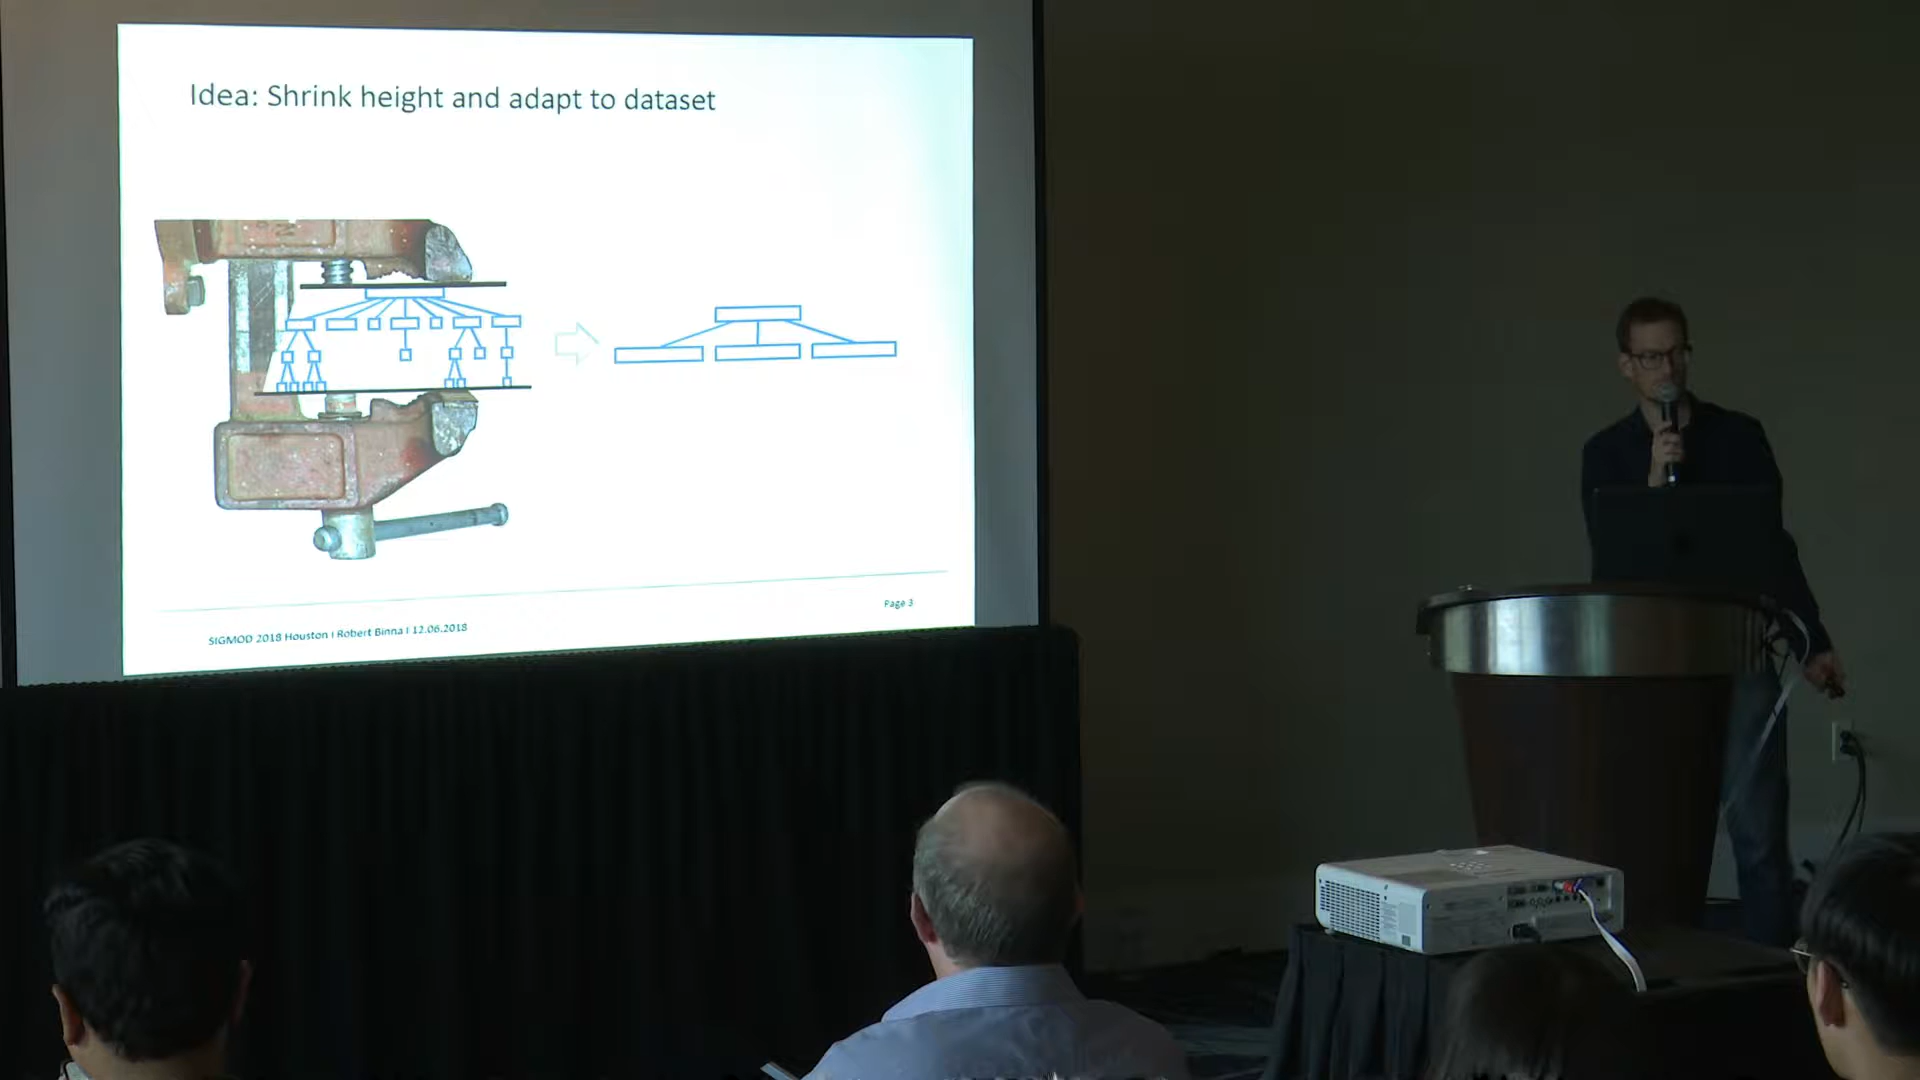 Idea: Shrink height and adapt to dataset
Page 3
SIGMOD 2018 Houston I Robert Binna I 12.06.2018